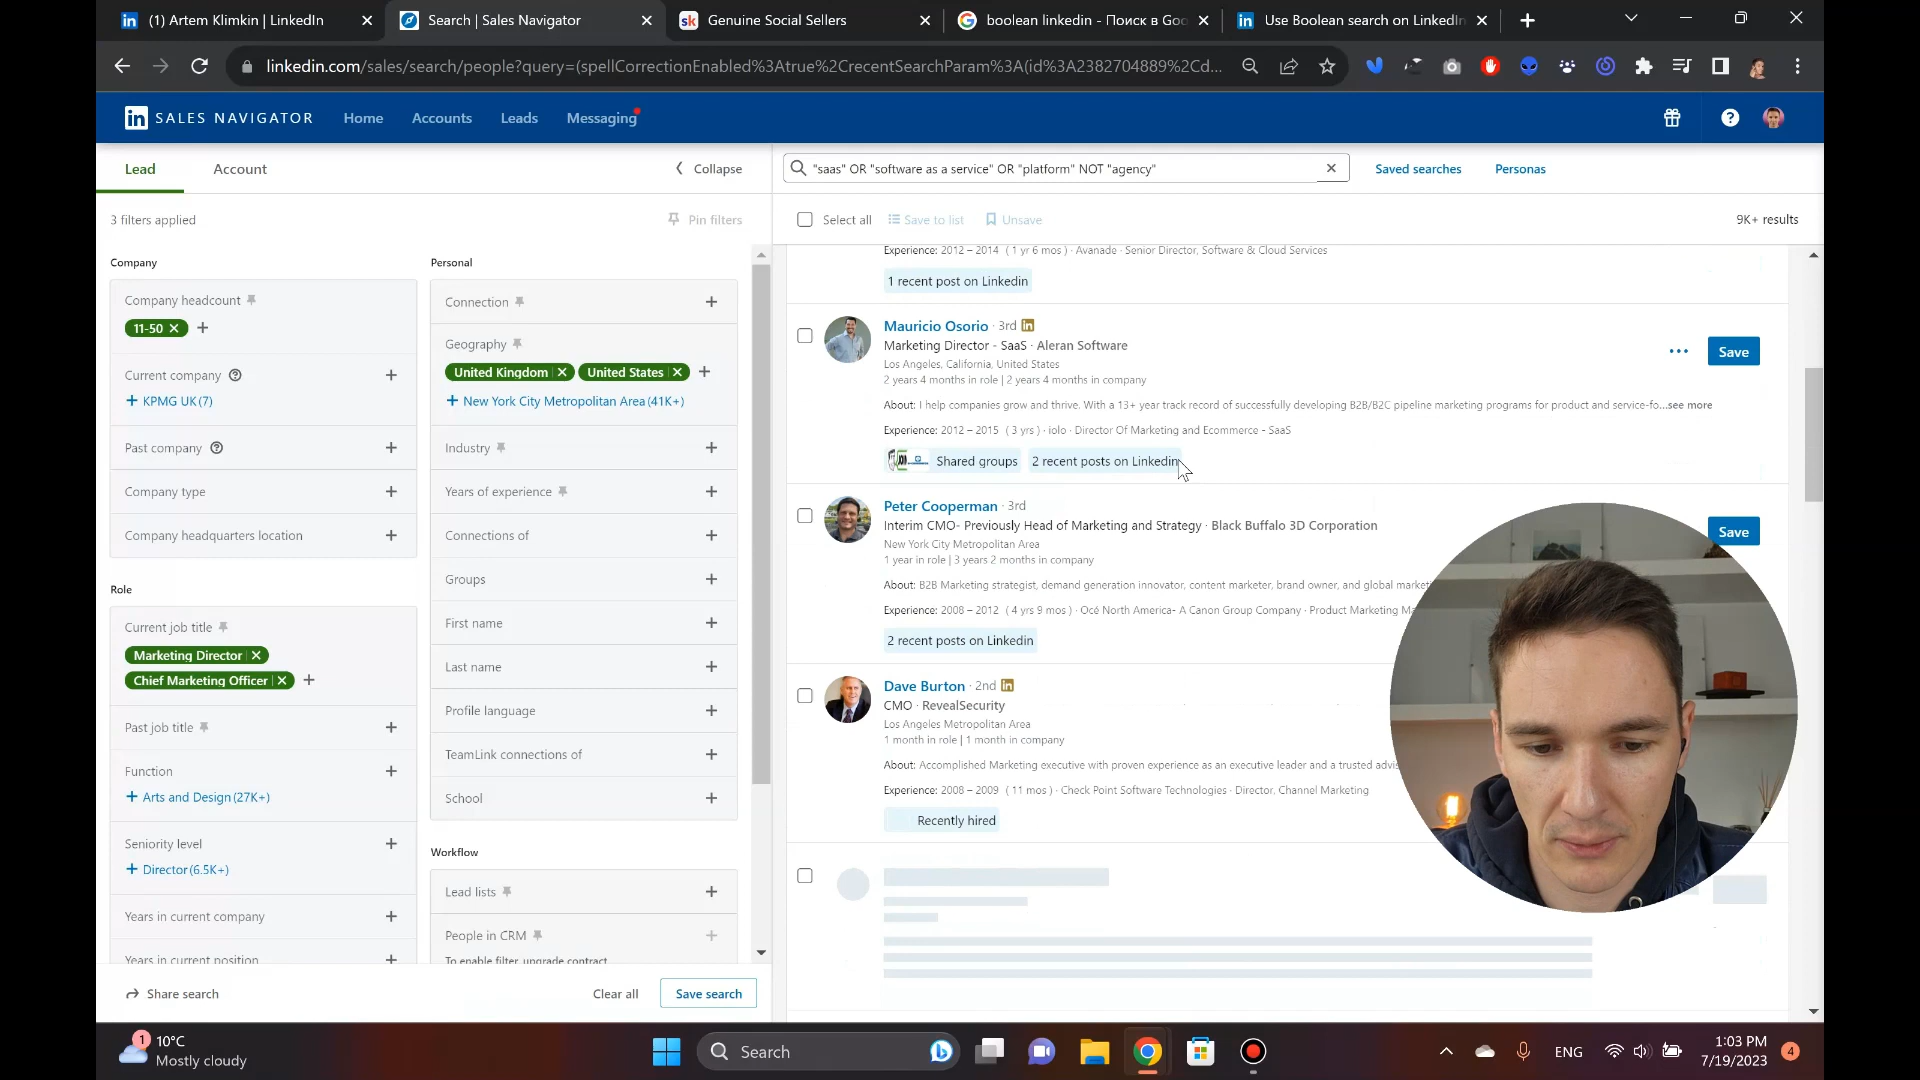 (1) Artem Klimkin | LinkedIn
Search | Sales Navigator
Genuine Social Sellers
boolean linkedin - Поиск в Goo
Use Boolean search on LinkedIn
linkedin.com/sales/search/people?query=(spellCorrectionEnabled%3Atrue%2CrecentSearchParam%3A(id%3A2382704889%2Cd...
in SALES NAVIGATOR
Home
Accounts
Leads
Messaging
Lead
Account
Collapse
"saas" OR "software as a service" OR "platform" NOT "agency"
Saved searches
Personas
3 filters applied
Pin filters
Select all
Save to list
Unsave
9K+ results
Company
Company headcount
11-50
Current company
+ KPMG UK (7)
Past company
Company type
Company headquarters location
Role
Current job title
Marketing Director
Chief Marketing Officer
Past job title
Function
+ Arts and Design (27K+)
Seniority level
+ Director (6.5K+)
Years in current company
Years in current position
Personal
Connection
Geography
United Kingdom
United States
+ New York City Metropolitan Area (41K+)
Industry
Years of experience
Connections of
Groups
First name
Last name
Profile language
TeamLink connections of
School
Workflow
Lead lists
People in CRM
To enable filter, upgrade contract
Share search
Clear all
Save search
Experience: 2012 – 2014 ( 1 yr 6 mos ) · Avanade · Senior Director, Software & Cloud Services
1 recent post on Linkedin
Mauricio Osorio · 3rd in
Marketing Director - SaaS · Aleran Software
Los Angeles, California, United States
2 years 4 months in role | 2 years 4 months in company
About: I help companies grow and thrive. With a 13+ year track record of successfully developing B2B/B2C pipeline marketing programs for product and service-fo...see more
Experience: 2012 – 2015 ( 3 yrs ) · iolo · Director Of Marketing and Ecommerce - SaaS
Shared groups
2 recent posts on Linkedin
Save
Peter Cooperman · 3rd
Interim CMO- Previously Head of Marketing and Strategy · Black Buffalo 3D Corporation
New York City Metropolitan Area
1 year in role | 3 years 2 months in company
About: B2B Marketing strategist, demand generation innovator, content marketer, brand owner, and global marketi
Experience: 2008 – 2012 ( 4 yrs 9 mos ) · Océ North America- A Canon Group Company · Product Marketing Ma
2 recent posts on Linkedin
Save
Dave Burton · 2nd in
CMO · RevealSecurity
Los Angeles Metropolitan Area
1 month in role | 1 month in company
About: Accomplished Marketing executive with proven experience as an executive leader and a trusted advis
Experience: 2008 – 2009 ( 11 mos ) · Check Point Software Technologies · Director, Channel Marketing
Recently hired
1
10°C
Mostly cloudy
Search
ENG
1:03 PM
7/19/2023
4